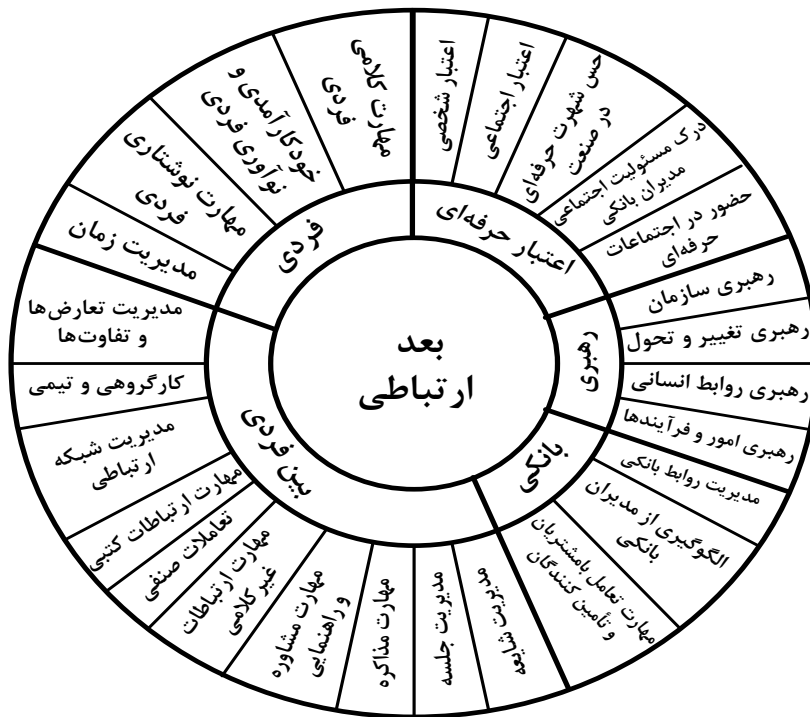 بعد
ارتباطی
اعتبار حرفه‌ای
اعتبار شخصی
اعتبار اجتماعی
حس شهرت حرفه‌ای
در صنعت
درک مسئولیت اجتماعی
مدیران بانکی
حضور در اجتماعات
حرفه‌ای
رهبری
رهبری سازمان
رهبری تغییر و تحول
رهبری روابط انسانی
رهبری امور و فرآیندها
بانکی
مدیریت روابط بانکی
الگوگیری از مدیران
بانکی
مهارت تعامل بامشتریان
و تأمین کنندگان
بین فردی
مدیریت شایعه
مدیریت جلسه
مهارت مذاکره
مهارت مشاوره
و راهنمایی
مهارت ارتباطات
غیر کلامی
تعاملات صنفی
مهارت ارتباطات کتبی
مدیریت شبکه
ارتباطی
کارگروهی و تیمی
مدیریت تعارض‌ها
و تفاوت‌ها
فردی
مدیریت زمان
مهارت نوشتاری
فردی
خودکارآمدی و
نوآوری فردی
مهارت کلامی
فردی